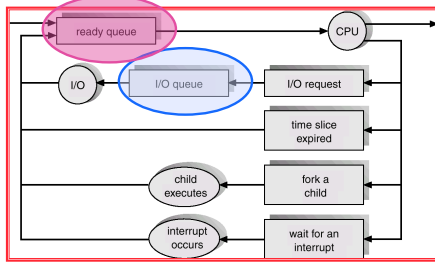 ready queue
CPU
I/O
I/O queue
I/O request
time slice
expired
child
executes
fork a
child
interrupt
occurs
wait for an
interrupt